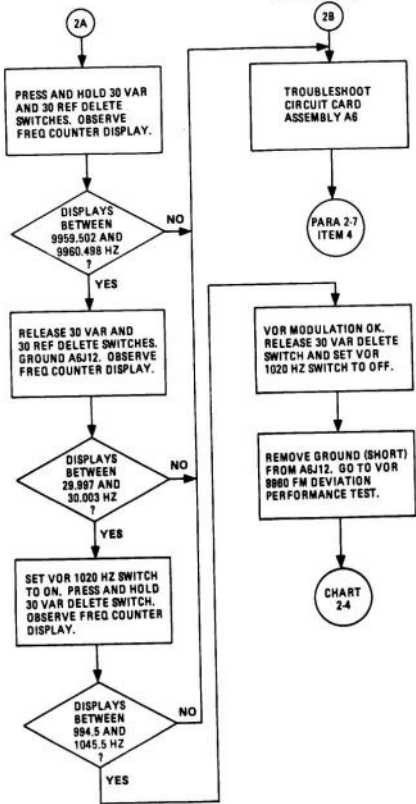 2A
PRESS AND HOLD 30 VAR
AND 30 REF DELETE
SWITCHES. OBSERVE
FREQ COUNTER DISPLAY.
DISPLAYS
BETWEEN
9959.502 AND
9960.498 HZ
?
NO
YES
RELEASE 30 VAR AND
30 REF DELETE SWITCHES.
GROUND A6J12. OBSERVE
FREQ COUNTER DISPLAY.
DISPLAYS
BETWEEN
29.997 AND
30.003 HZ
?
NO
YES
SET VOR 1020 HZ SWITCH
TO ON. PRESS AND HOLD
30 VAR DELETE SWITCH.
OBSERVE FREQ COUNTER
DISPLAY.
DISPLAYS
BETWEEN
994.5 AND
1045.5 HZ
?
NO
YES
2B
TROUBLESHOOT
CIRCUIT CARD
ASSEMBLY A6
PARA 2-7
ITEM 4
VOR MODULATION OK.
RELEASE 30 VAR DELETE
SWITCH AND SET VOR
1020 HZ SWITCH TO OFF.
REMOVE GROUND (SHORT)
FROM A6J12. GO TO VOR
9960 FM DEVIATION
PERFORMANCE TEST.
CHART
2-4